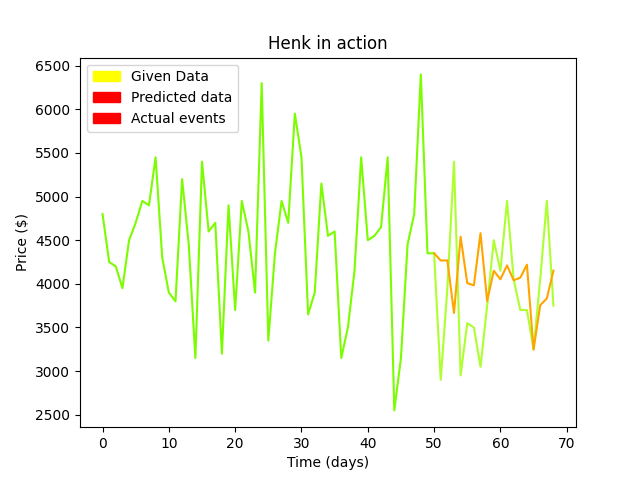 Henk in action
Given Data
Predicted data
Actual events
Price ($)
6500
6000
5500
5000
4500
4000
3500
3000
2500
0 10 20 30 40 50 60 70
Time (days)